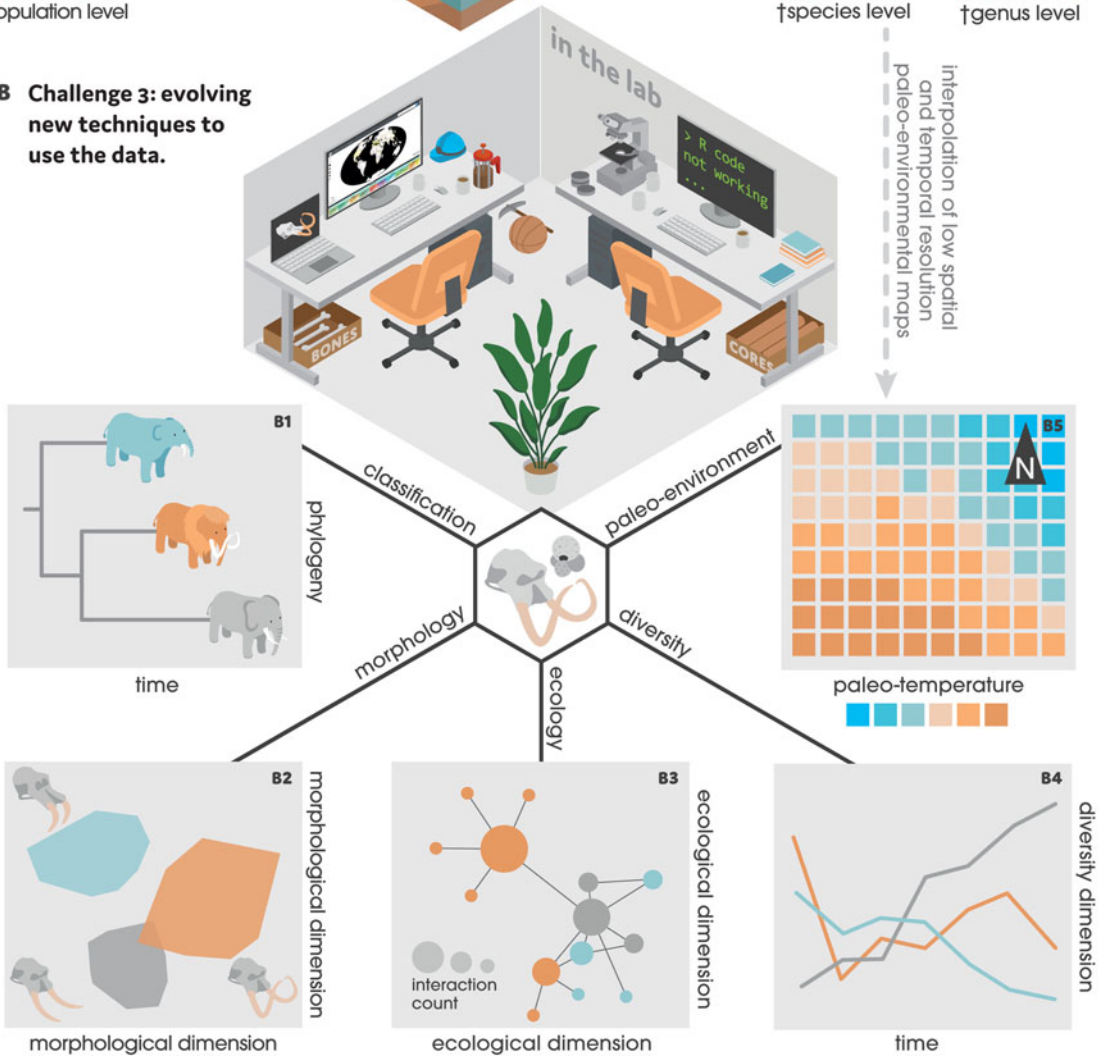 opulation level
†species level
†genus level
B Challenge 3: evolving
new techniques to
use the data.
in the lab
> R code
not working
...
BONES
CORES
interpolation of low spatial
and temporal resolution
paleo-environmental maps
B1
phylogeny
time
classification
paleo-environment
morphology
diversity
ecology
B5
N
paleo-temperature
B2
morphological dimension
morphological dimension
B3
interaction
count
ecological dimension
ecological dimension
B4
diversity dimension
time